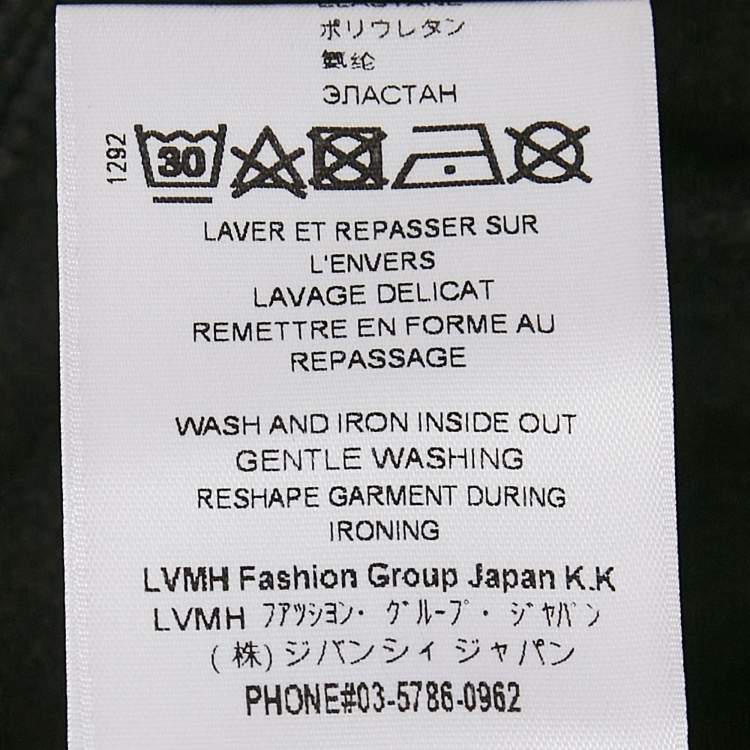 ELASTANE
ポリウレタン
氨纶
ЭЛАСТАН
1292
30
LAVER ET REPASSER SUR
L'ENVERS
LAVAGE DELICAT
REMETTRE EN FORME AU
REPASSAGE
WASH AND IRON INSIDE OUT
GENTLE WASHING
RESHAPE GARMENT DURING
IRONING
LVMH Fashion Group Japan K.K
LVMH ファッション・グループ・ジャパン
(株)ジバンシィ ジャパン
PHONE#03-5786-0962